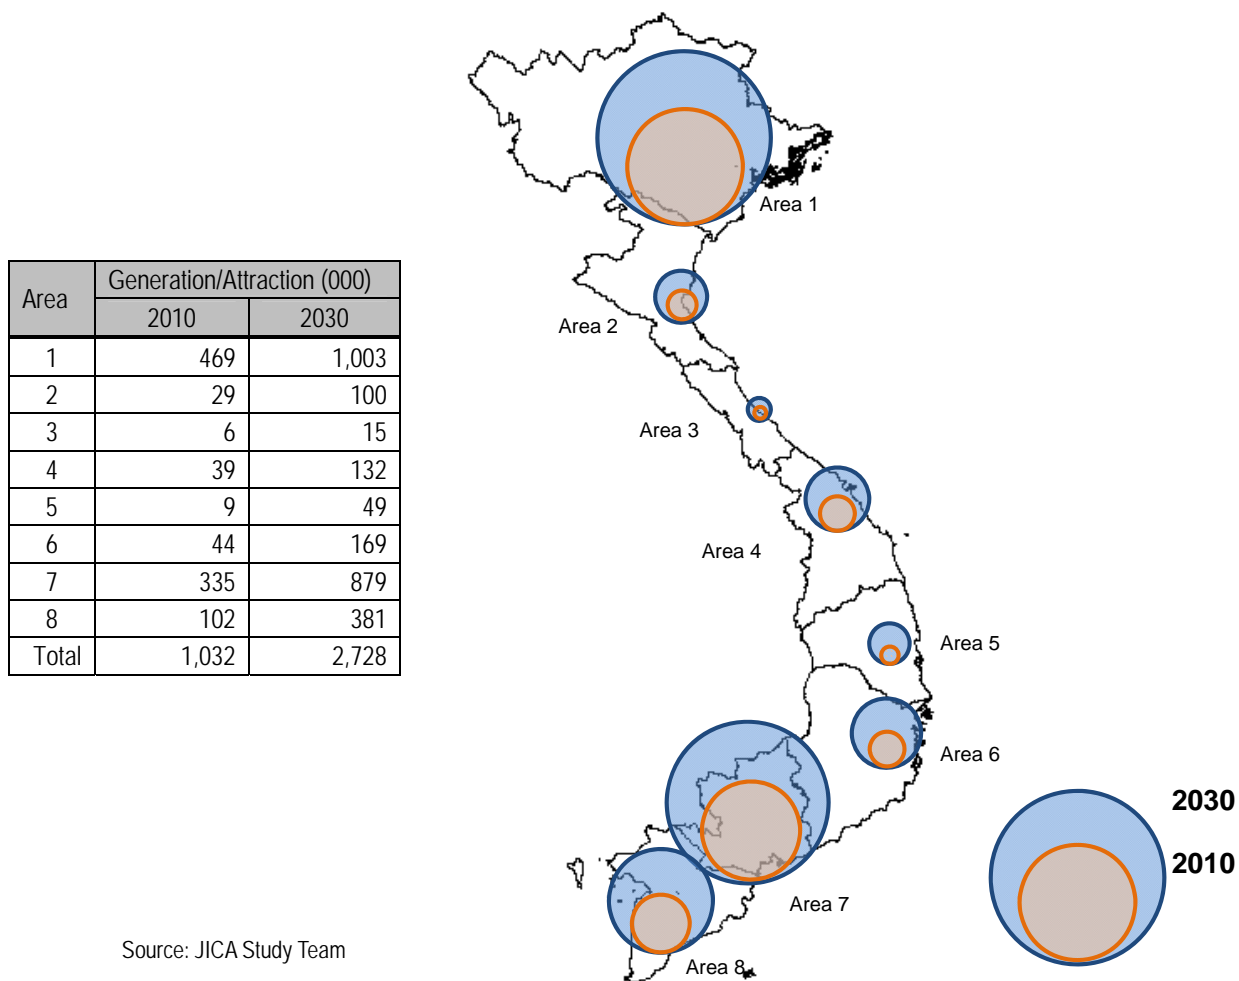 Area
Generation/Attraction (000)
2010 2030
1 469 1,003
2 29 100
3 6 15
4 39 132
5 9 49
6 44 169
7 335 879
8 102 381
Total 1,032 2,728
Source: JICA Study Team
Area 1
Area 2
Area 3
Area 4
Area 5
Area 6
Area 7
Area 8
2030
2010